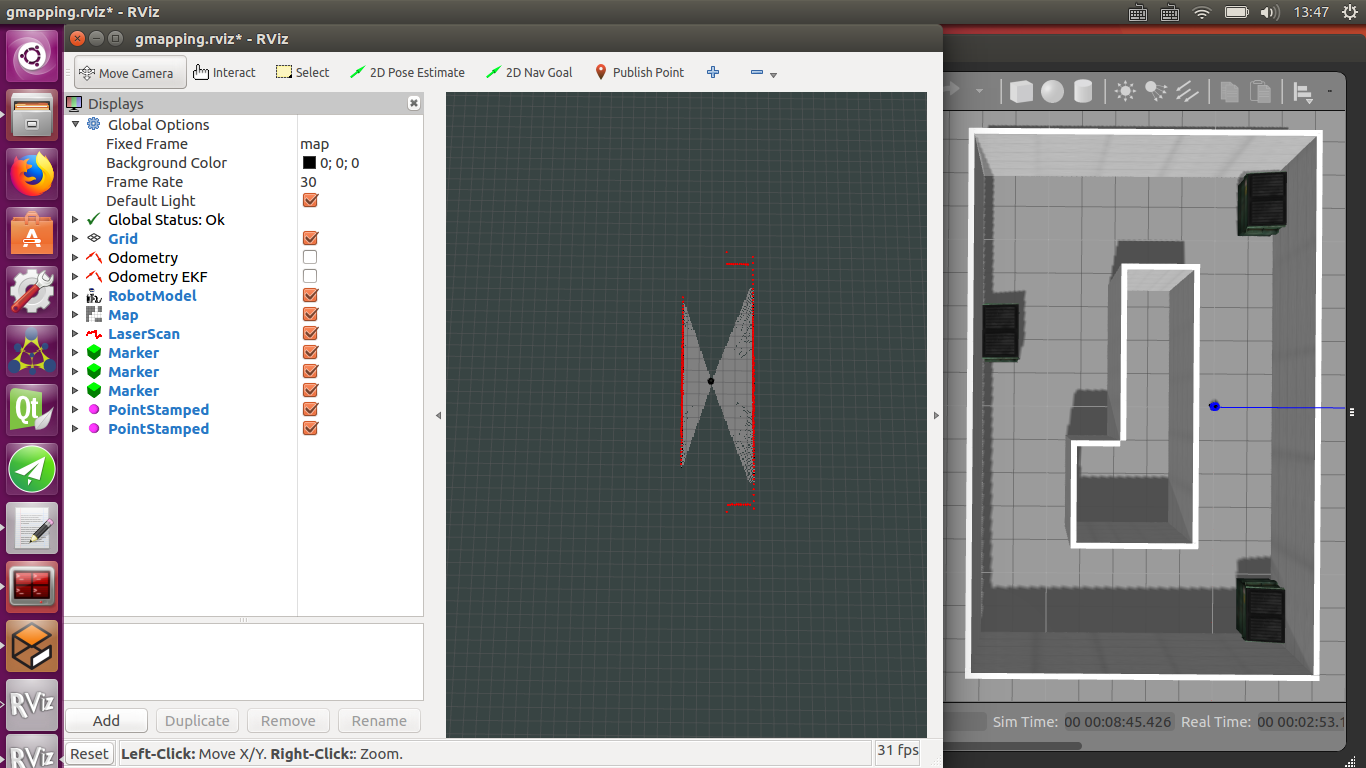 gmapping.rviz* - RViz
13:47
gmapping.rviz* - RViz
Move Camera
Interact
Select
2D Pose Estimate
2D Nav Goal
Publish Point
Displays
Global Options
Fixed Frame map
Background Color 0; 0; 0
Frame Rate 30
Default Light
Global Status: Ok
Grid
Odometry
Odometry EKF
RobotModel
Map
LaserScan
Marker
Marker
Marker
PointStamped
PointStamped
Add
Duplicate
Remove
Rename
Reset
Left-Click: Move X/Y. Right-Click:: Zoom.
31 fps
Sim Time: 00 00:08:45.426 Real Time: 00 00:02:53.1
Qt
RViz
RViz